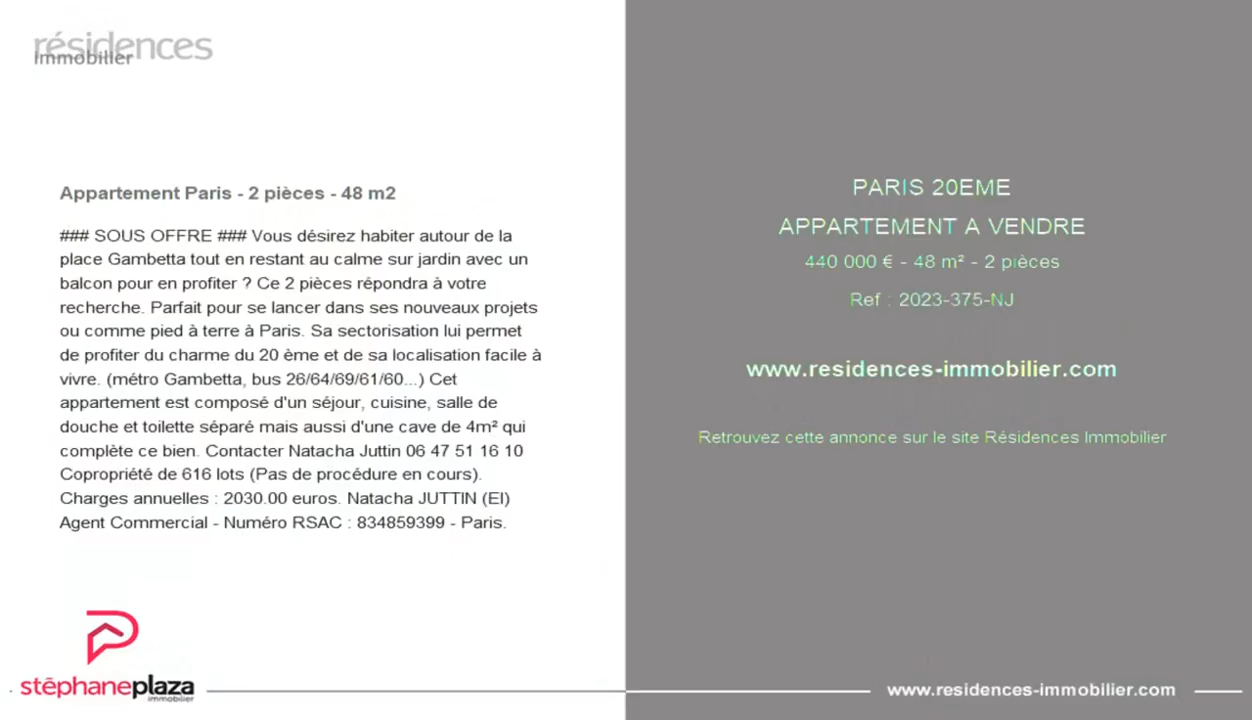 résidences
immobilier
Appartement Paris - 2 pièces - 48 m2
### SOUS OFFRE ### Vous désirez habiter autour de la
place Gambetta tout en restant au calme sur jardin avec un
balcon pour en profiter ? Ce 2 pièces répondra à votre
recherche. Parfait pour se lancer dans ses nouveaux projets
ou comme pied à terre à Paris. Sa sectorisation lui permet
de profiter du charme du 20 ème et de sa localisation facile à
vivre. (métro Gambetta, bus 26/64/69/61/60...) Cet
appartement est composé d'un séjour, cuisine, salle de
douche et toilette séparé mais aussi d'une cave de 4m² qui
complète ce bien. Contacter Natacha Juttin 06 47 51 16 10
Copropriété de 616 lots (Pas de procédure en cours).
Charges annuelles : 2030.00 euros. Natacha JUTTIN (EI)
Agent Commercial - Numéro RSAC : 834859399 - Paris.
stéphaneplaza
immobilier
PARIS 20EME
APPARTEMENT A VENDRE
440 000 € - 48 m² - 2 pièces
Ref : 2023-375-NJ
www.residences-immobilier.com
Retrouvez cette annonce sur le site Résidences Immobilier
www.residences-immobilier.com